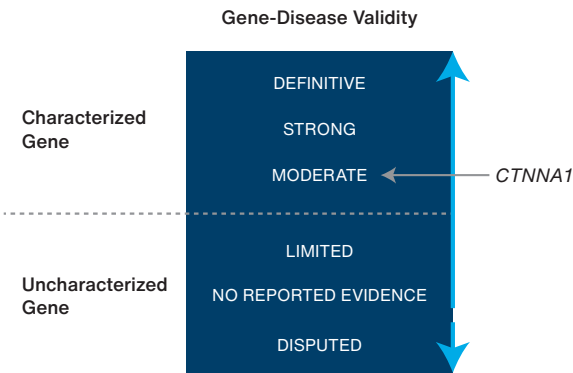 Gene-Disease Validity
DEFINITIVE
Characterized
Gene
STRONG
MODERATE
CTNNA1
LIMITED
Uncharacterized
Gene
NO REPORTED EVIDENCE
DISPUTED